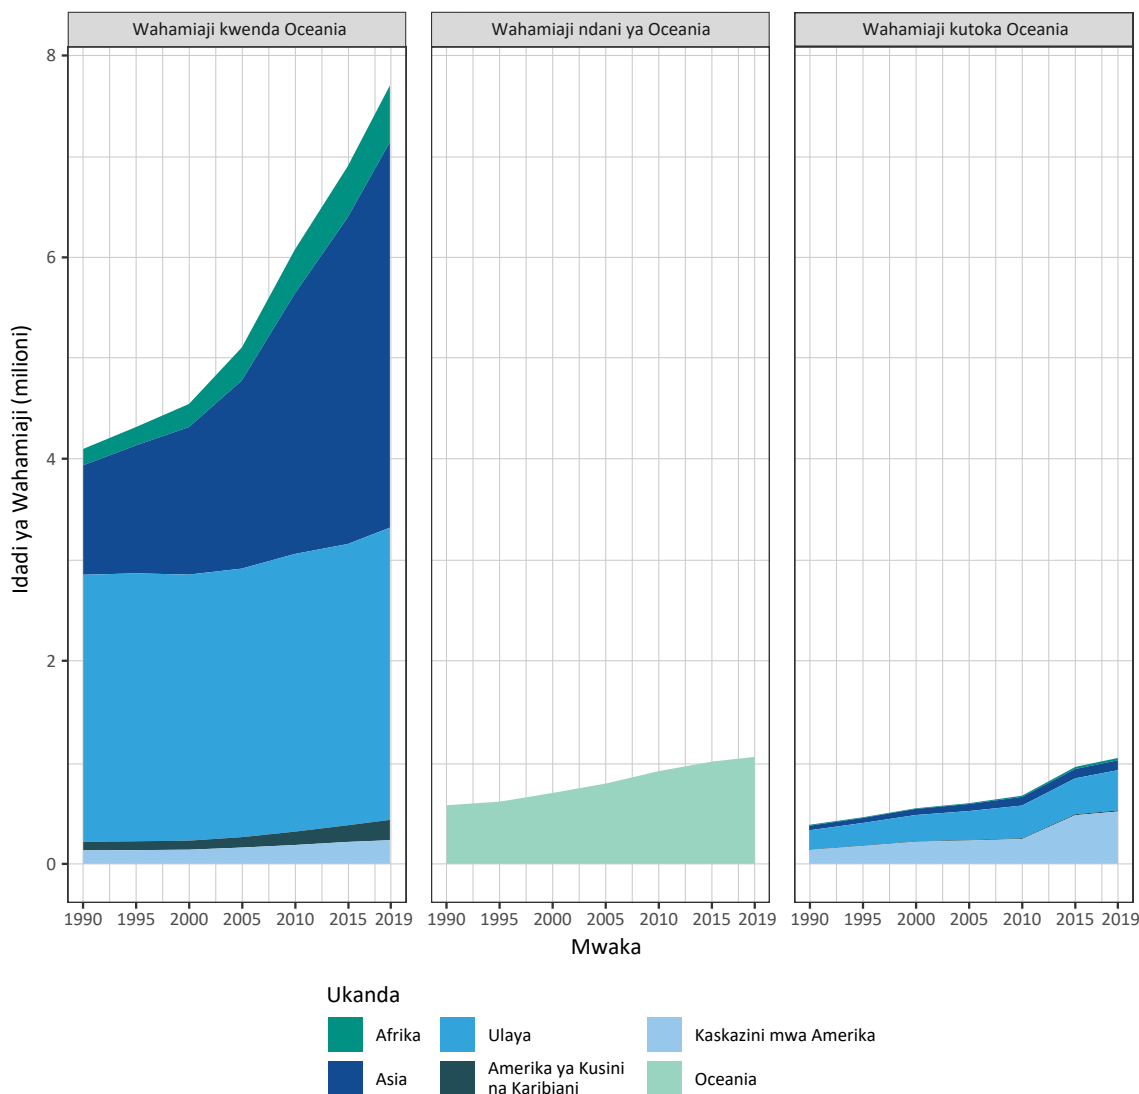 Wahamiaji kwenda Oceania
Wahamiaji ndani ya Oceania
Wahamiaji kutoka Oceania
Idadi ya Wahamiaji (milioni)
8
6
4
2
0
1990 1995 2000 2005 2010 2015 2019
1990 1995 2000 2005 2010 2015 2019
1990 1995 2000 2005 2010 2015 2019
Mwaka
Ukanda
Afrika
Ulaya
Kaskazini mwa Amerika
Asia
Amerika ya Kusini
na Karibiani
Oceania